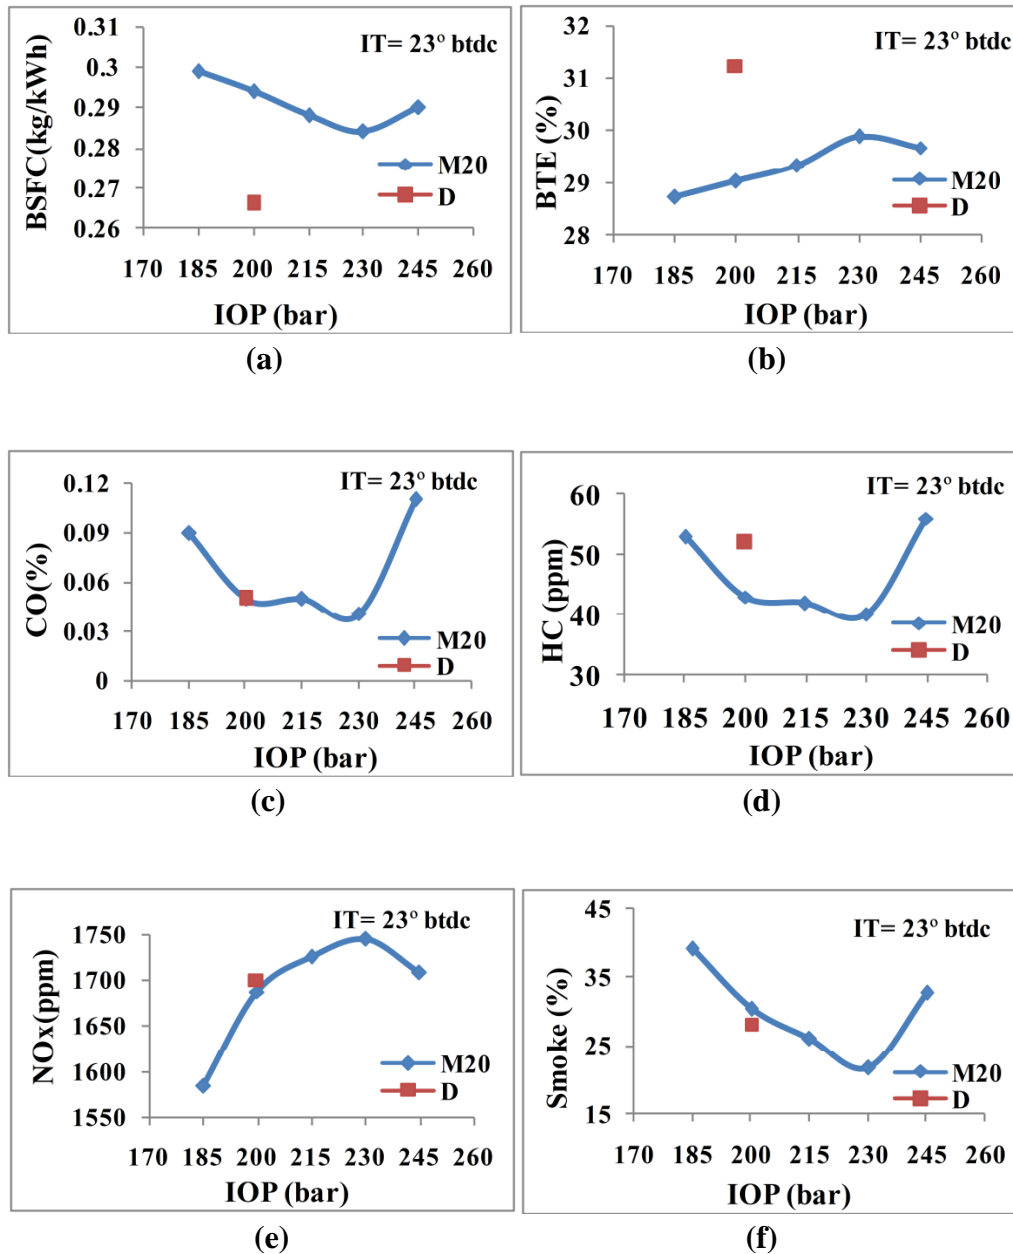 IT= 23° btdc
BSFC(kg/kWh)
0.31
0.3
0.29
0.28
0.27
0.26
M20
D
170 185 200 215 230 245 260
IOP (bar)
(a)
IT= 23° btdc
BTE (%)
32
31
30
29
28
M20
D
170 185 200 215 230 245 260
IOP (bar)
(b)
IT= 23° btdc
CO(%)
0.12
0.09
0.06
0.03
0
M20
D
170 185 200 215 230 245 260
IOP (bar)
(c)
IT= 23° btdc
HC (ppm)
60
50
40
30
M20
D
170 185 200 215 230 245 260
IOP (bar)
(d)
IT= 23° btdc
NOx(ppm)
1750
1700
1650
1600
1550
M20
D
170 185 200 215 230 245 260
IOP (bar)
(e)
IT= 23° btdc
Smoke (%)
45
35
25
15
M20
D
170 185 200 215 230 245 260
IOP (bar)
(f)